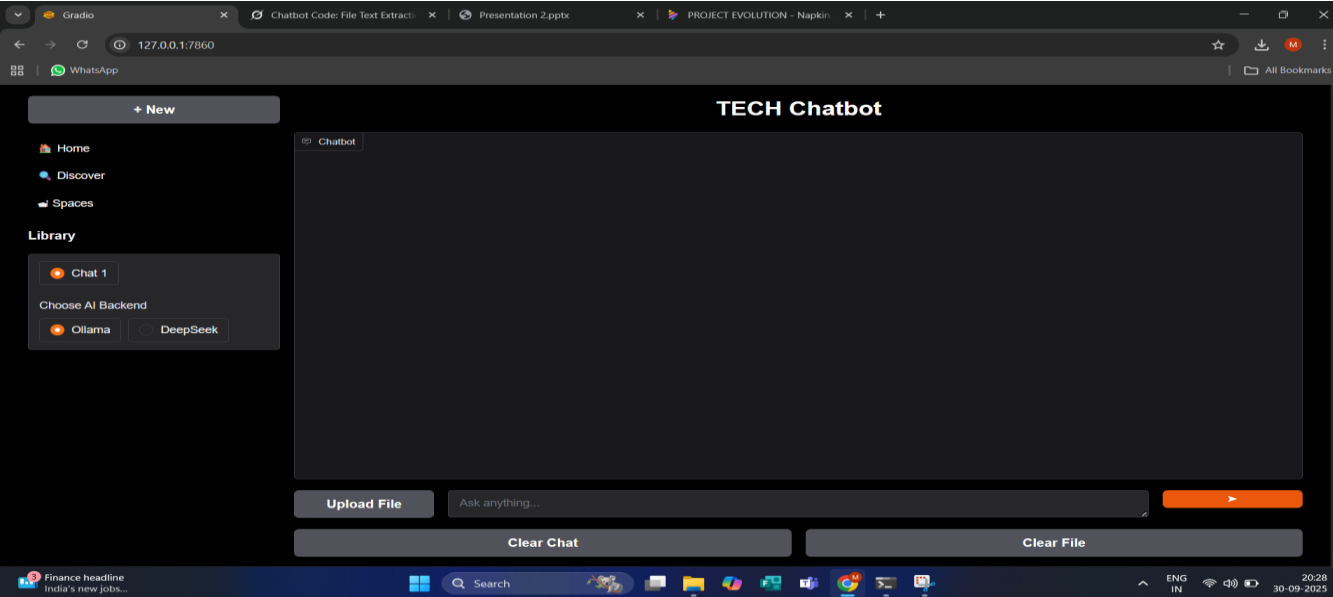 Gradio
Chatbot Code: File Text Extracti
Presentation 2.pptx
PROJECT EVOLUTION - Napkin
127.0.0.1:7860
M
WhatsApp
All Bookmarks
+ New
Home
Discover
Spaces
Library
Chat 1
Choose AI Backend
Ollama
DeepSeek
TECH Chatbot
Chatbot
Upload File
Ask anything...
Clear Chat
Clear File
3
Finance headline
India's new jobs...
Search
M
ENG
IN
20:28
30-09-2025